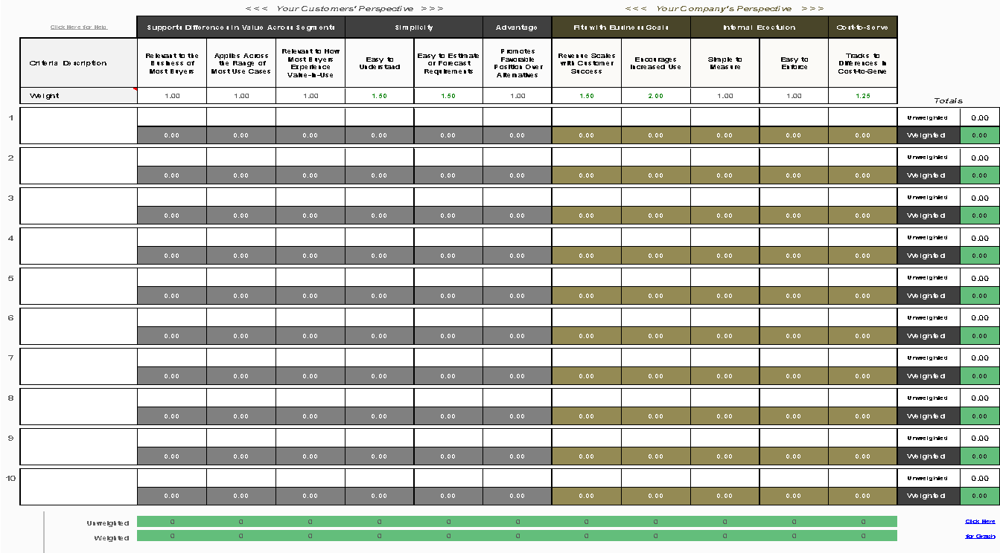 <<< Your Customers' Perspective >>> <<< Your Company's Perspective >>>
Click Here for Help Supports Differences in Value Across Segments Simplicity Advantage Fits with Business Goals Internal Execution Cost-to-Serve
Criteria Description
Relevant to the Business of Most Buyers
Applies Across the Range of Most Use Cases
Relevant to How Most Buyers Experience Value-in-Use
Easy to Understand
Easy to Estimate or Forecast Requirements
Promotes Favorable Position Over Alternatives
Revenue Scales with Customer Success
Encourages Increased Use
Simple to Measure
Easy to Enforce
Tracks to Differences in Cost-to-Serve
Weight 1.00 1.00 1.00 1.50 1.50 1.00 1.50 2.00 1.00 1.00 1.25
Totals
1 Unweighted 0.00
0.00 0.00 0.00 0.00 0.00 0.00 0.00 0.00 0.00 0.00 0.00 Weighted 0.00
2 Unweighted 0.00
0.00 0.00 0.00 0.00 0.00 0.00 0.00 0.00 0.00 0.00 0.00 Weighted 0.00
3 Unweighted 0.00
0.00 0.00 0.00 0.00 0.00 0.00 0.00 0.00 0.00 0.00 0.00 Weighted 0.00
4 Unweighted 0.00
0.00 0.00 0.00 0.00 0.00 0.00 0.00 0.00 0.00 0.00 0.00 Weighted 0.00
5 Unweighted 0.00
0.00 0.00 0.00 0.00 0.00 0.00 0.00 0.00 0.00 0.00 0.00 Weighted 0.00
6 Unweighted 0.00
0.00 0.00 0.00 0.00 0.00 0.00 0.00 0.00 0.00 0.00 0.00 Weighted 0.00
7 Unweighted 0.00
0.00 0.00 0.00 0.00 0.00 0.00 0.00 0.00 0.00 0.00 0.00 Weighted 0.00
8 Unweighted 0.00
0.00 0.00 0.00 0.00 0.00 0.00 0.00 0.00 0.00 0.00 0.00 Weighted 0.00
9 Unweighted 0.00
0.00 0.00 0.00 0.00 0.00 0.00 0.00 0.00 0.00 0.00 0.00 Weighted 0.00
10 Unweighted 0.00
0.00 0.00 0.00 0.00 0.00 0.00 0.00 0.00 0.00 0.00 0.00 Weighted 0.00
Unweighted 0 0 0 0 0 0 0 0 0 0 0 Click Here
Weighted 0 0 0 0 0 0 0 0 0 0 0 for Graph